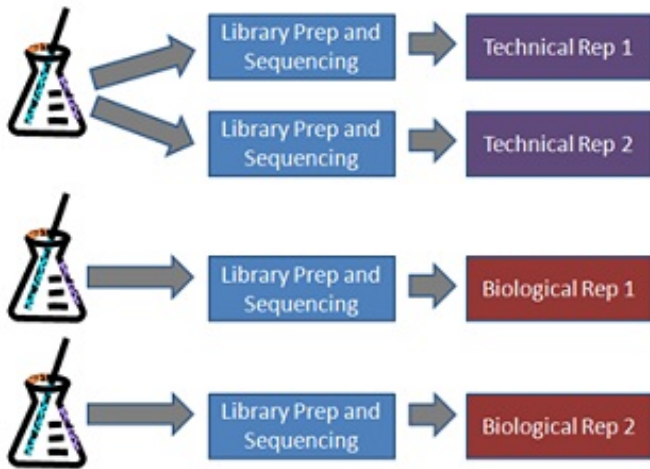 Library Prep and
Sequencing
Technical Rep 1
Library Prep and
Sequencing
Technical Rep 2
Library Prep and
Sequencing
Biological Rep 1
Library Prep and
Sequencing
Biological Rep 2